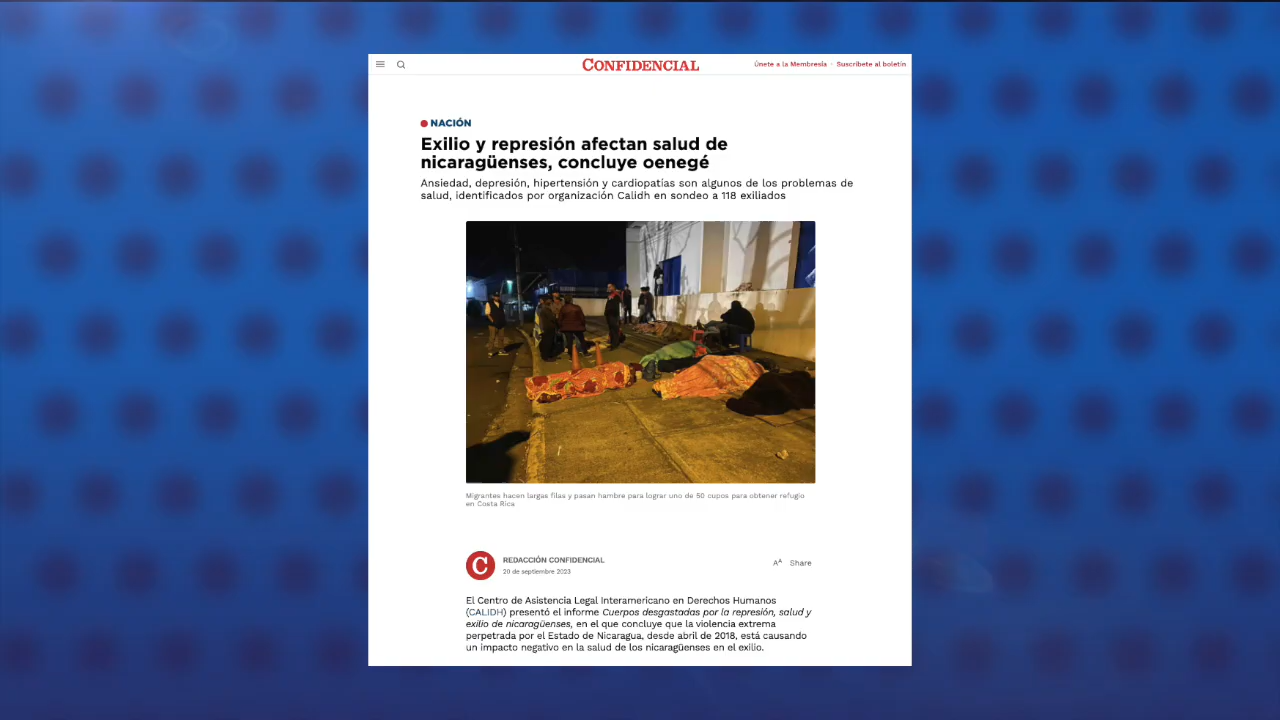 CONFIDENCIAL
Únete a la Membresía
Suscríbete al boletín
NACIÓN
Exilio y represión afectan salud de
nicaragüenses, concluye oenegé
Ansiedad, depresión, hipertensión y cardiopatías son algunos de los problemas de
salud, identificados por organización Calidh en sondeo a 118 exiliados
Migrantes hacen largas filas y pasan hambre para lograr uno de 50 cupos para obtener refugio
en Costa Rica
C
REDACCIÓN CONFIDENCIAL
20 de septiembre 2023
AA Share
El Centro de Asistencia Legal Interamericano en Derechos Humanos
(CALIDH) presentó el informe Cuerpos desgastadas por la represión, salud y
exilio de nicaragüenses, en el que concluye que la violencia extrema
perpetrada por el Estado de Nicaragua, desde abril de 2018, está causando
un impacto negativo en la salud de los nicaragüenses en el exilio.